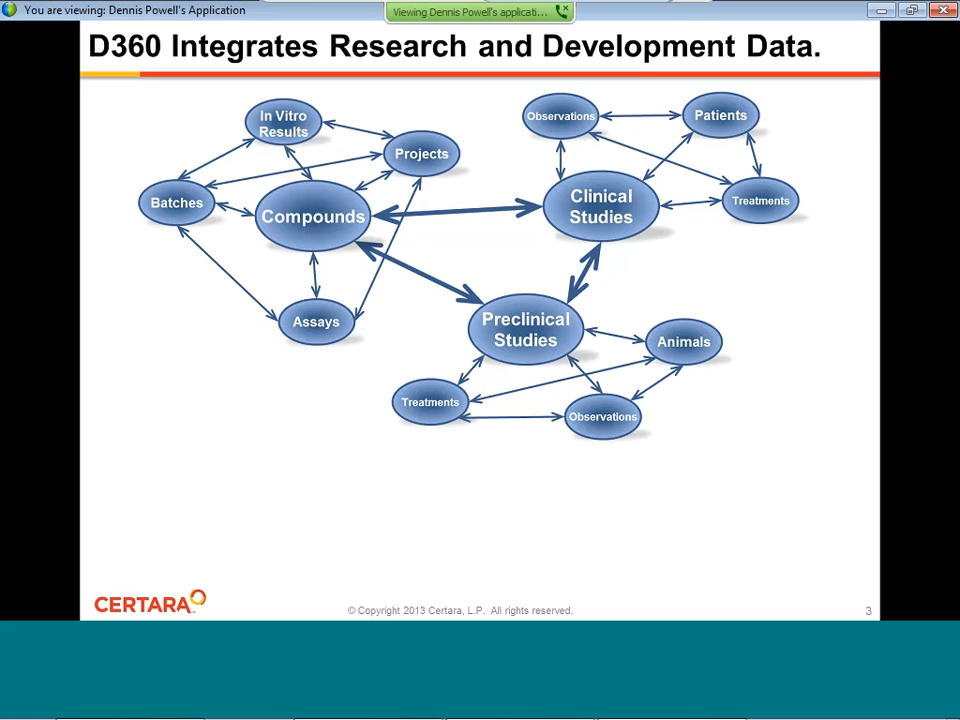 You are viewing: Dennis Powell's Application
Viewing Dennis Powell's applicati...
D360 Integrates Research and Development Data.
In Vitro
Results
Projects
Batches
Compounds
Assays
Observations
Patients
Clinical
Studies
Treatments
Preclinical
Studies
Animals
Treatments
Observations
CERTARA
© Copyright 2013 Certara, L.P. All rights reserved.
3